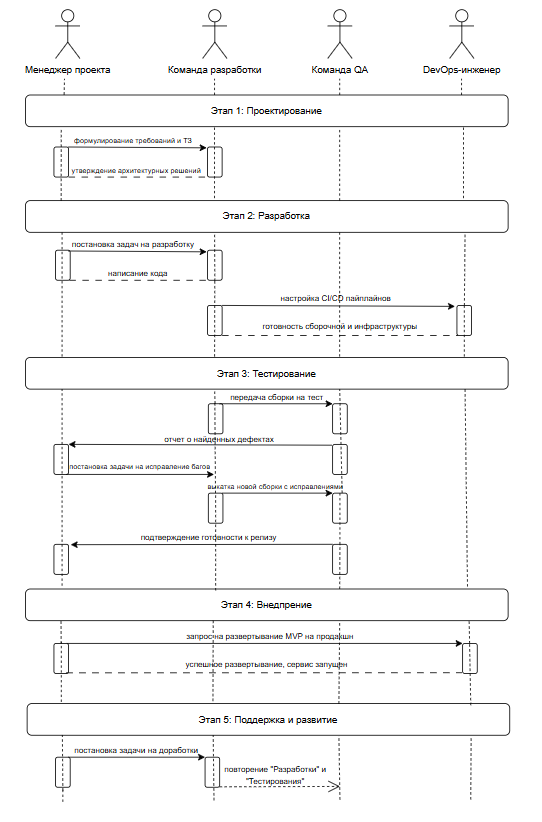 Менеджер проекта
Команда разработки
Команда QA
DevOps-инженер
Этап 1: Проектирование
формулирование требований и ТЗ
утверждение архитектурных решений
Этап 2: Разработка
постановка задач на разработку
написание кода
настройка CI/CD пайплайнов
готовность сборочной и инфраструктуры
Этап 3: Тестирование
передача сборки на тест
отчет о найденных дефектах
постановка задачи на исправление багов
выкатка новой сборки с исправлениями
подтверждение готовности к релизу
Этап 4: Внедпрение
запрос на развертывание MVP на продакшн
успешное развертывание, сервис запущен
Этап 5: Поддержка и развитие
постановка задачи на доработки
повторение "Разработки" и
"Тестирования"